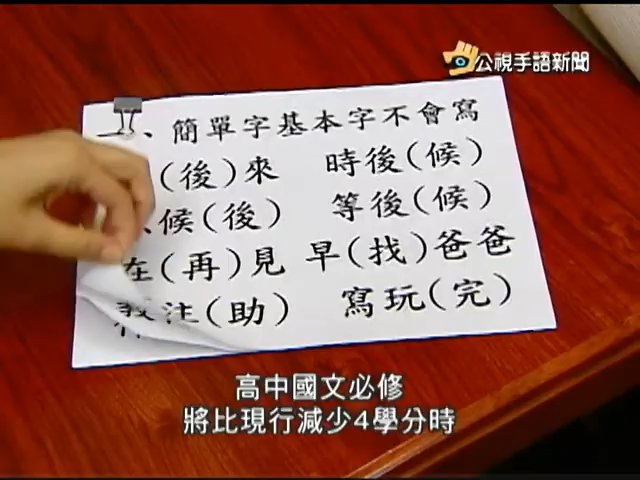 公視手語新聞
一、簡單字基本字不會寫
(後)來 時後(候)
候(後) 等後(候)
在(再)見 早(找)爸爸
注(助) 寫玩(完)
高中國文必修
將比現行減少4學分時